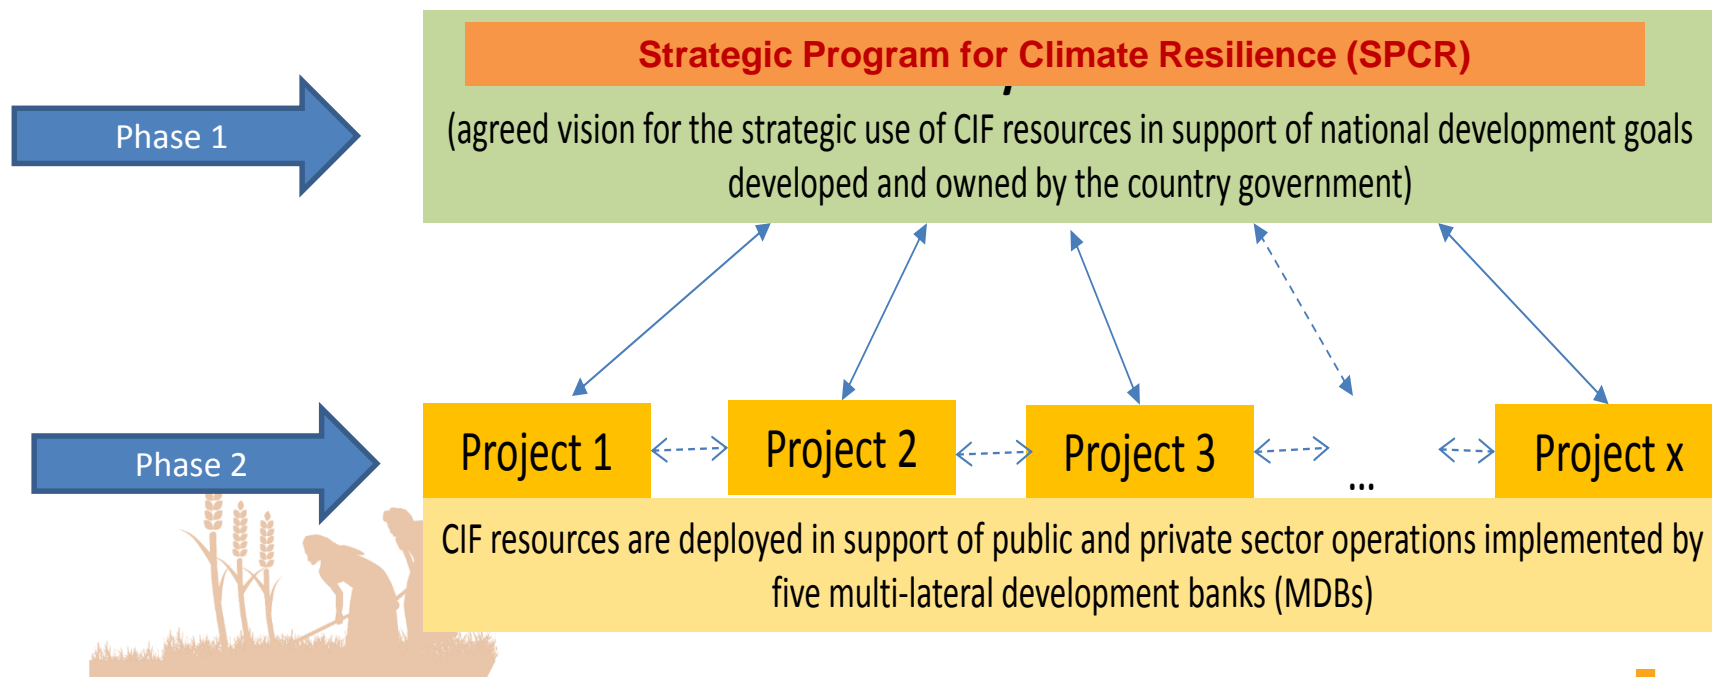 Strategic Program for Climate Resilience (SPCR)
Phase 1
(agreed vision for the strategic use of CIF resources in support of national development goals
developed and owned by the country government)
Project 1
Project 2
Project 3
...
Project x
Phase 2
CIF resources are deployed in support of public and private sector operations implemented by
five multi-lateral development banks (MDBs)